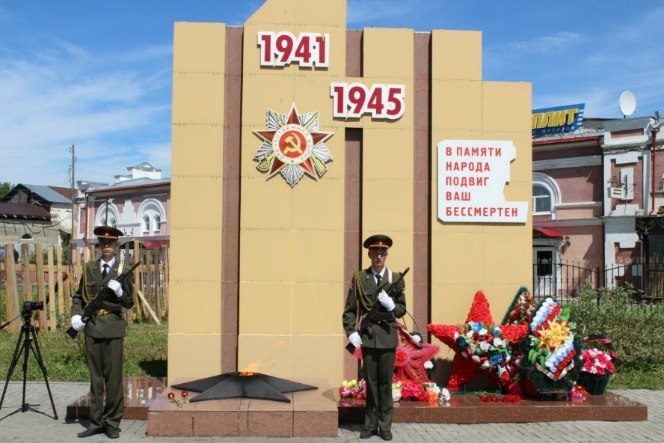 1941
1945
В ПАМЯТИ
НАРОДА
ПОДВИГ
ВАШ
БЕССМЕРТЕН